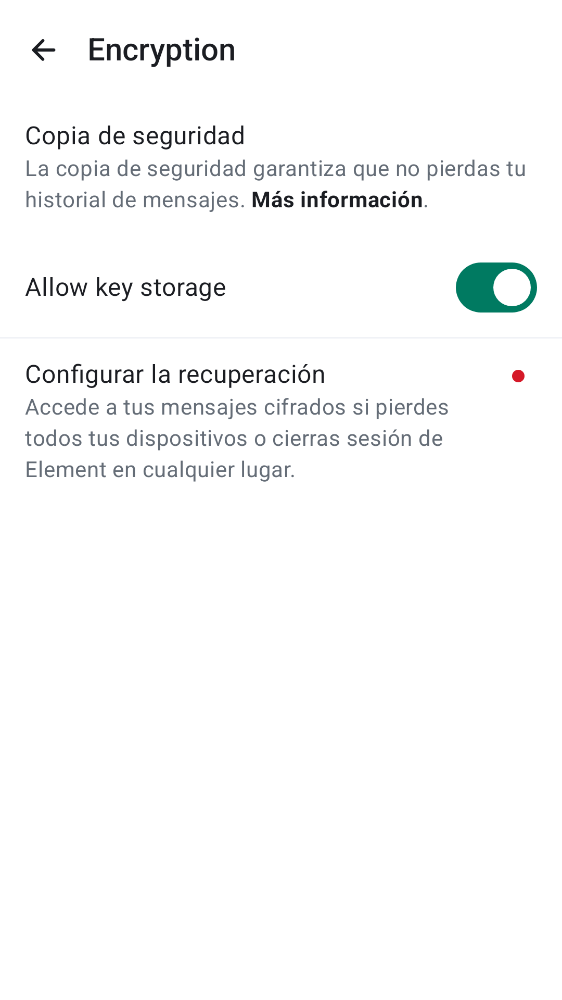 Encryption
Copia de seguridad
La copia de seguridad garantiza que no pierdas tu
historial de mensajes. Más información.
Allow key storage
Configurar la recuperación
Accede a tus mensajes cifrados si pierdes
todos tus dispositivos o cierras sesión de
Element en cualquier lugar.